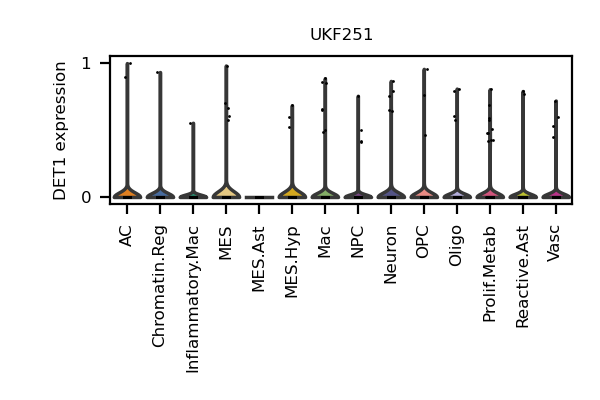 UKF251
DET1 expression
1
0
AC
Chromatin.Reg
Inflammatory.Mac
MES
MES.Ast
MES.Hyp
Mac
NPC
Neuron
OPC
Oligo
Prolif.Metab
Reactive.Ast
Vasc